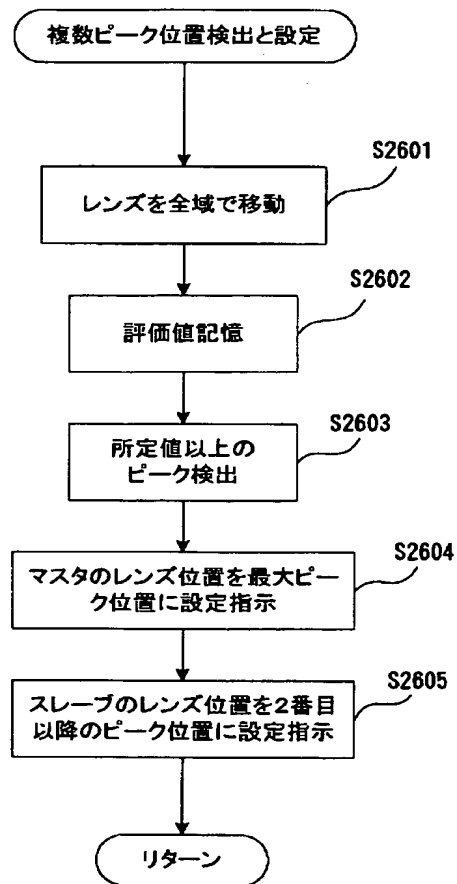 複数ピーク位置検出と設定
S2601
レンズを全域で移動
S2602
評価値記憶
S2603
所定値以上の
ピーク検出
S2604
マスタのレンズ位置を最大ピー
ク位置に設定指示
S2605
スレーブのレンズ位置を2番目
以降のピーク位置に設定指示
リターン